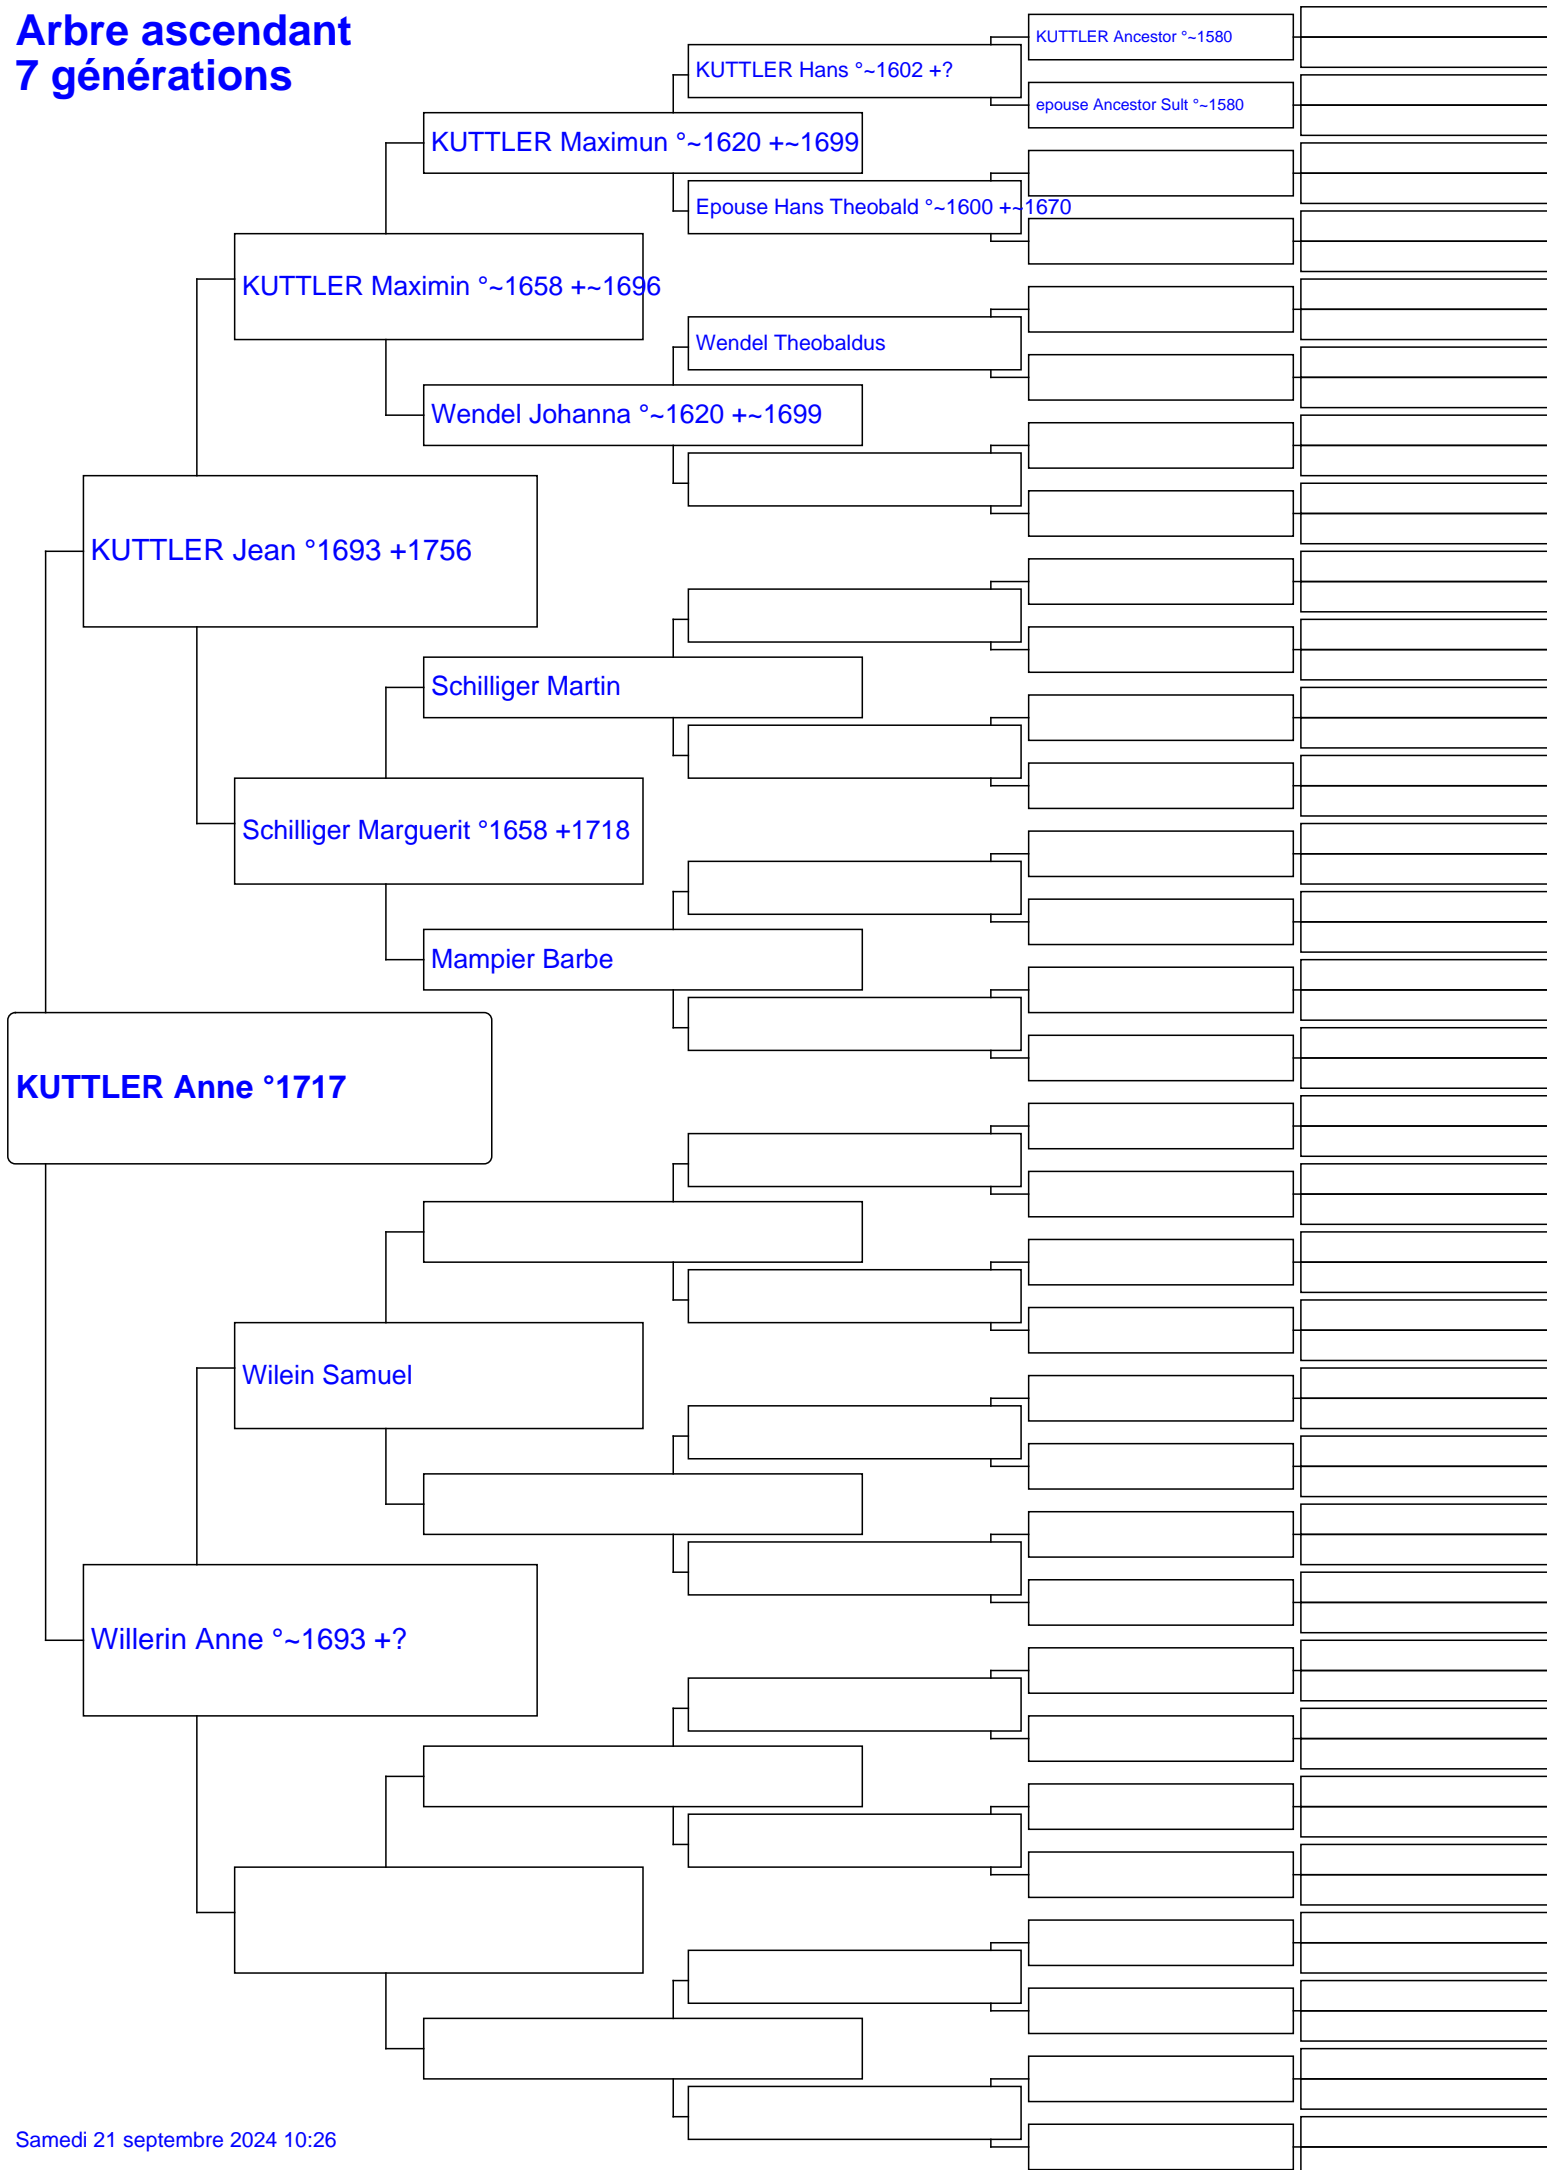 Arbre ascendant
7 générations
KUTTLER Ancestor °~1580
KUTTLER Hans °~1602 +?
epouse Ancestor Sult °~1580
KUTTLER Maximun °~1620 +~1699
Epouse Hans Theobald °~1600 +~1670
KUTTLER Maximin °~1658 +~1696
Wendel Theobaldus
Wendel Johanna °~1620 +~1699
KUTTLER Jean °1693 +1756
Schilliger Martin
Schilliger Marguerit °1658 +1718
Mampier Barbe
KUTTLER Anne °1717
Wilein Samuel
Willerin Anne °~1693 +?
Samedi 21 septembre 2024 10:26